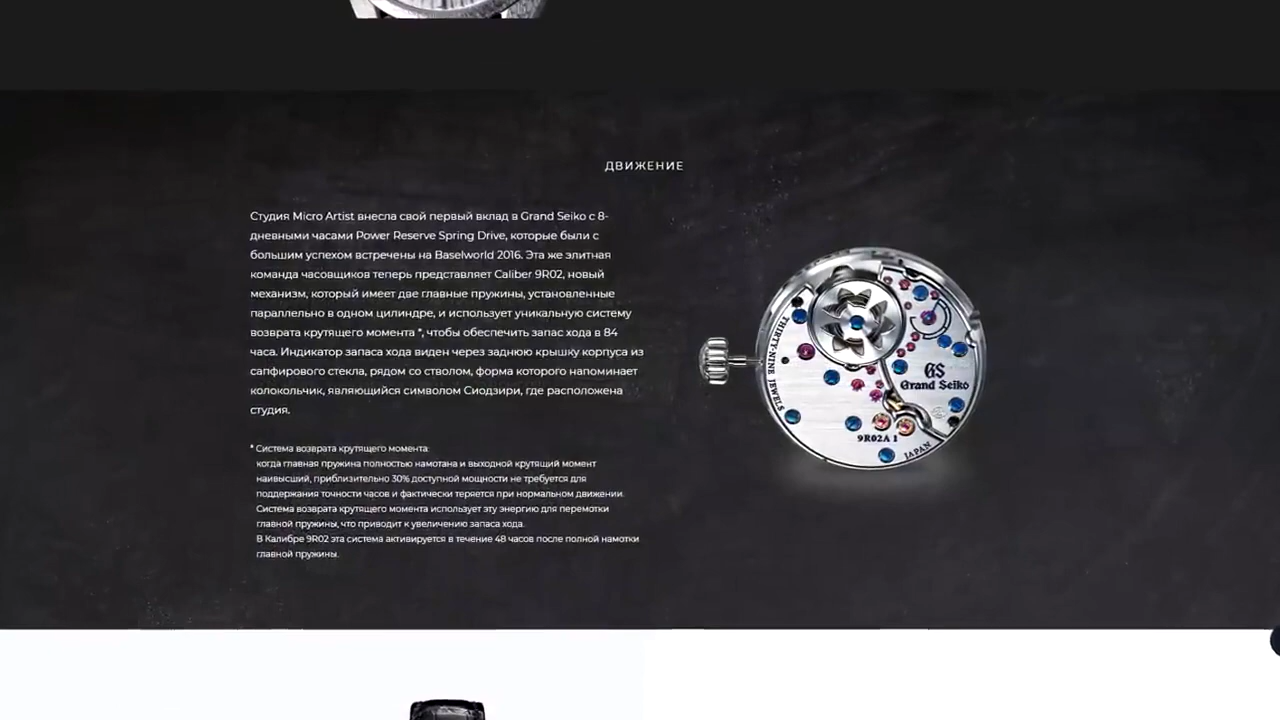 ДВИЖЕНИЕ
Студия Micro Artist внесла свой первый вклад в Grand Seiko с 8-
дневными часами Power Reserve Spring Drive, которые были с
большим успехом встречены на Baselworld 2016. Эта же элитная
команда часовщиков теперь представляет Caliber 9R02, новый
механизм, который имеет две главные пружины, установленные
параллельно в одном цилиндре, и использует уникальную систему
возврата крутящего момента *, чтобы обеспечить запас хода в 84
часа. Индикатор запаса хода виден через заднюю крышку корпуса из
сапфирового стекла, рядом со стволом, форма которого напоминает
колокольчик, являющийся символом Сиодзири, где расположена
студия.
* Система возврата крутящего момента:
когда главная пружина полностью намотана и выходной крутящий момент
наивысший, приблизительно 30% доступной мощности не требуется для
поддержания точности часов и фактически теряется при нормальном движении.
Система возврата крутящего момента использует эту энергию для перемотки
главной пружины, что приводит к увеличению запаса хода.
В Калибре 9R02 эта система активируется в течение 48 часов после полной намотки
главной пружины.
THIRTY-NINE JEWELS
GS
Grand Seiko
9R02A 1
JAPAN